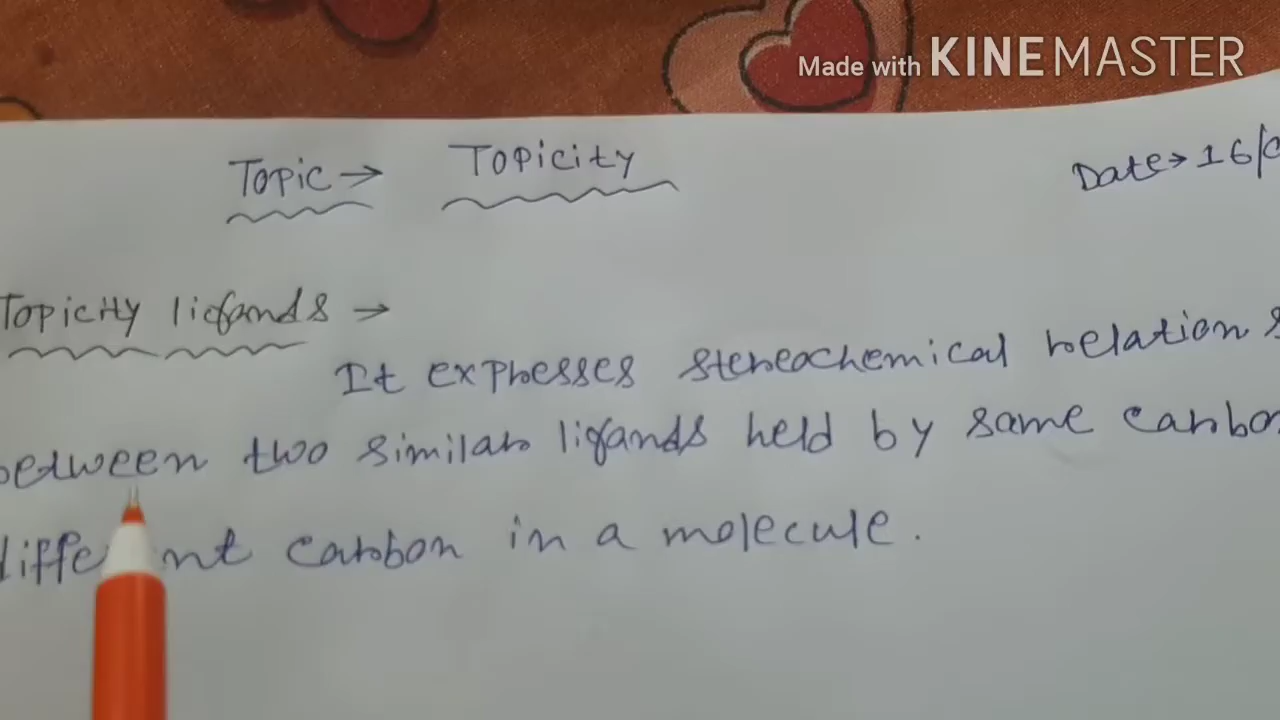 Made with KINEMASTER
Topic → Topicity
Date → 16/
Topicity ligands →
It expresses stereochemical relation
between two similar ligands held by same carbon
different carbon in a molecule.